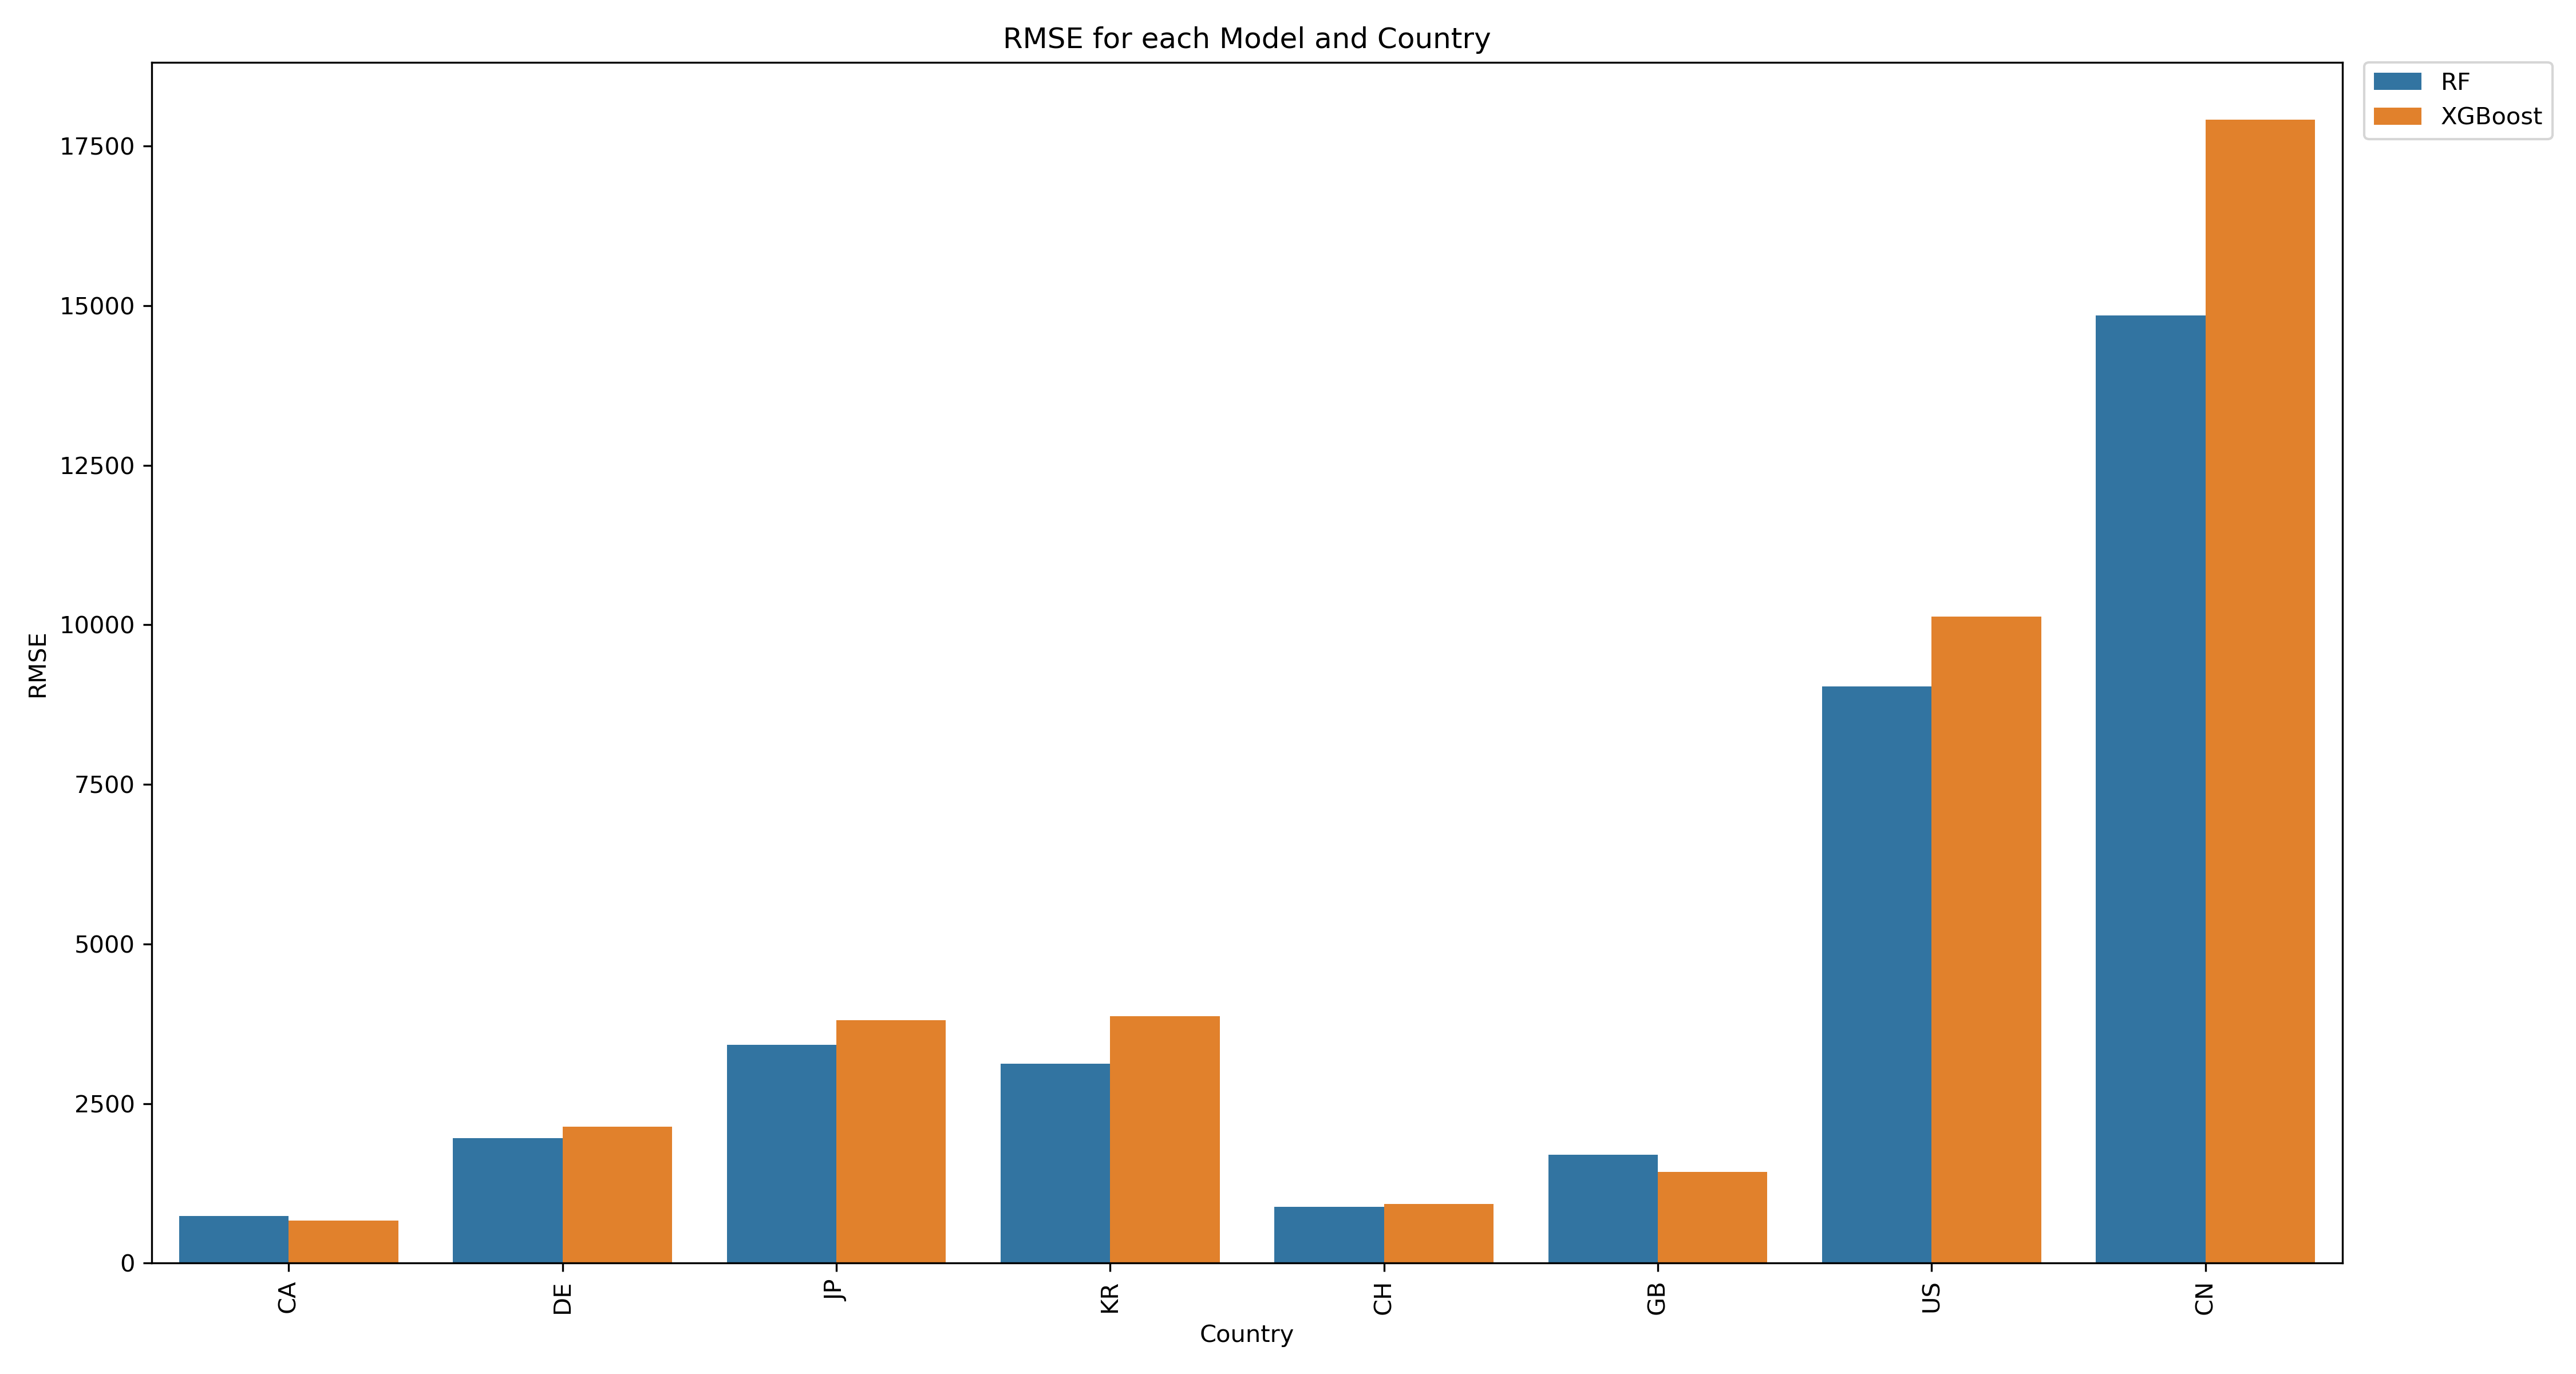 RMSE for each Model and Country
RF
XGBoost
17500
15000
12500
10000
7500
5000
2500
0
RMSE
CA
DE
JP
KR
CH
GB
US
CN
Country